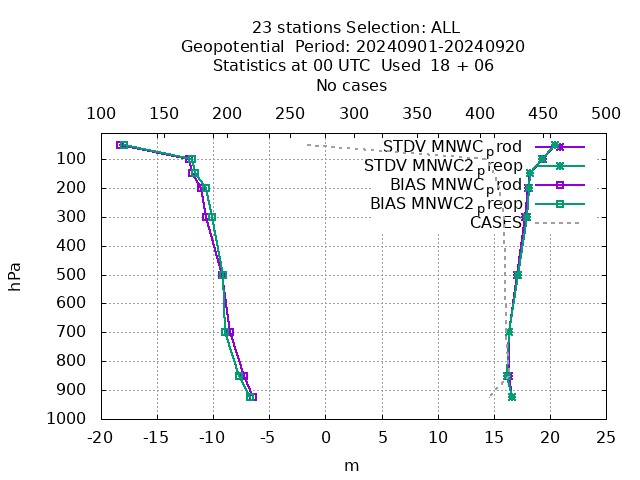 23 stations Selection: ALL
Geopotential Period: 20240901-20240920
Statistics at 00 UTC Used 18 + 06
No cases
100 150 200 250 300 350 400 450 500
STDV MNWC_prod
STDV MNWC2_preop
BIAS MNWC_prod
BIAS MNWC2_preop
CASES
100
200
300
400
500
600
700
800
900
1000
hPa
-20 -15 -10 -5 0 5 10 15 20 25
m